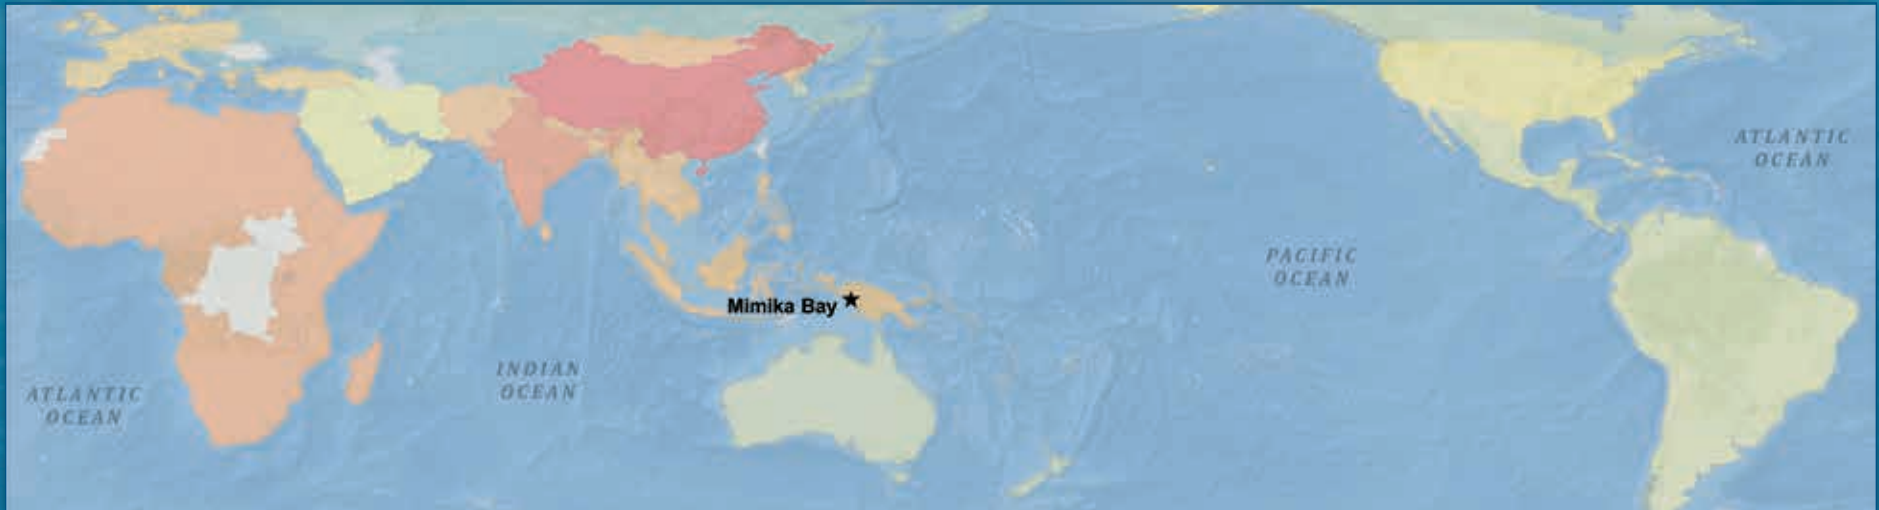 ATLANTIC
OCEAN
PACIFIC
OCEAN
Mimika Bay
INDIAN
OCEAN
ATLANTIC
OCEAN